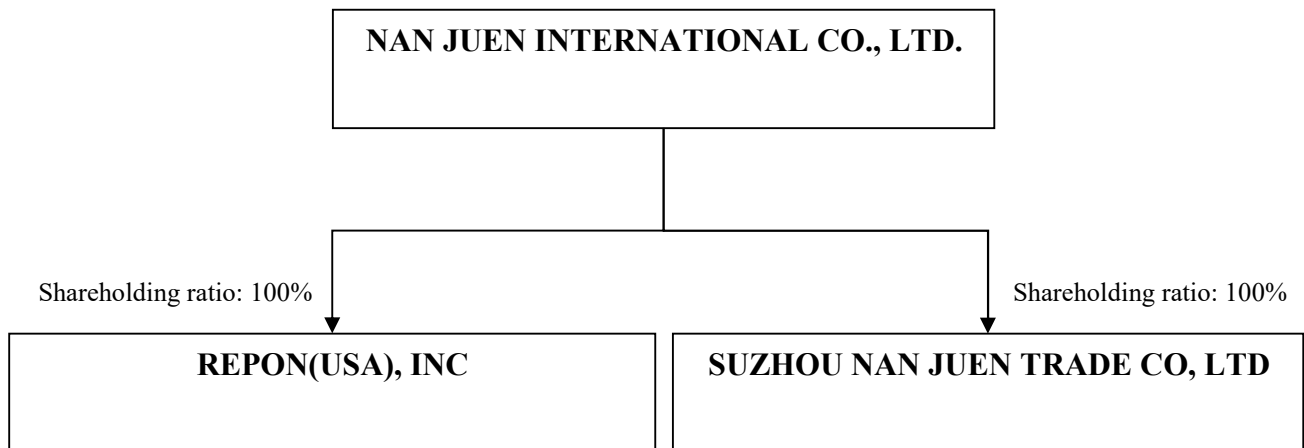 NAN JUEN INTERNATIONAL CO., LTD.
Shareholding ratio: 100%
Shareholding ratio: 100%
REPON(USA), INC
SUZHOU NAN JUEN TRADE CO, LTD